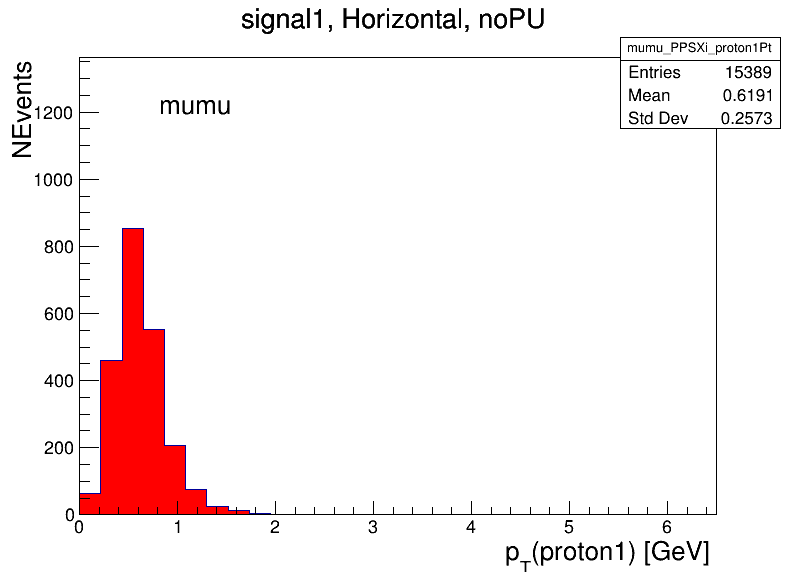 signal1, Horizontal, noPU
mumu_PPSXi_proton1Pt
Entries 15389
Mean 0.6191
Std Dev 0.2573
NEvents
mumu
1200
1000
800
600
400
200
0
0 1 2 3 4 5 6
pT(proton1) [GeV]